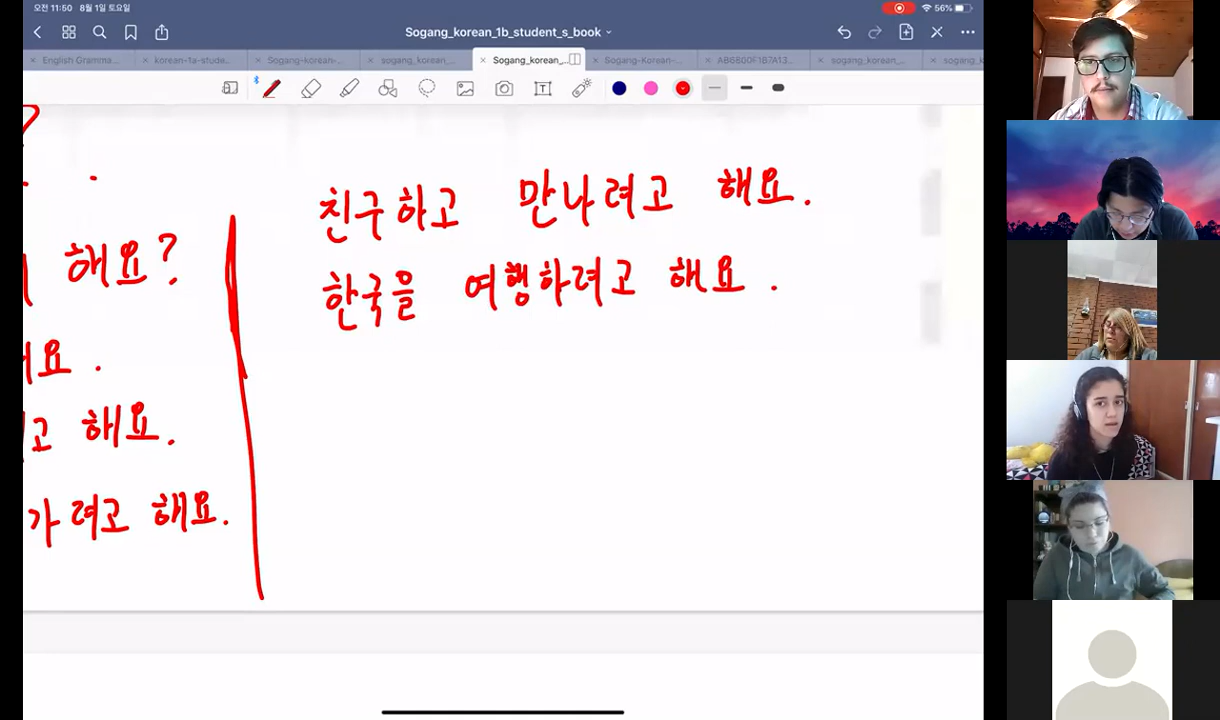 오전 11:50 8월 1일 토요일
56%
Sogang_korean_1b_student_s_book
English Gramma...
korean-1a-stude...
Sogang-korean-...
sogang_korean_...
Sogang_korean_...
Sogang-Korean-...
AB6B00F1B7A13...
sogang_korean_...
sogang_k
친구하고 만나려고 해요.
한국을 여행하려고 해요.
해요?
요.
고 해요.
가려고 해요.